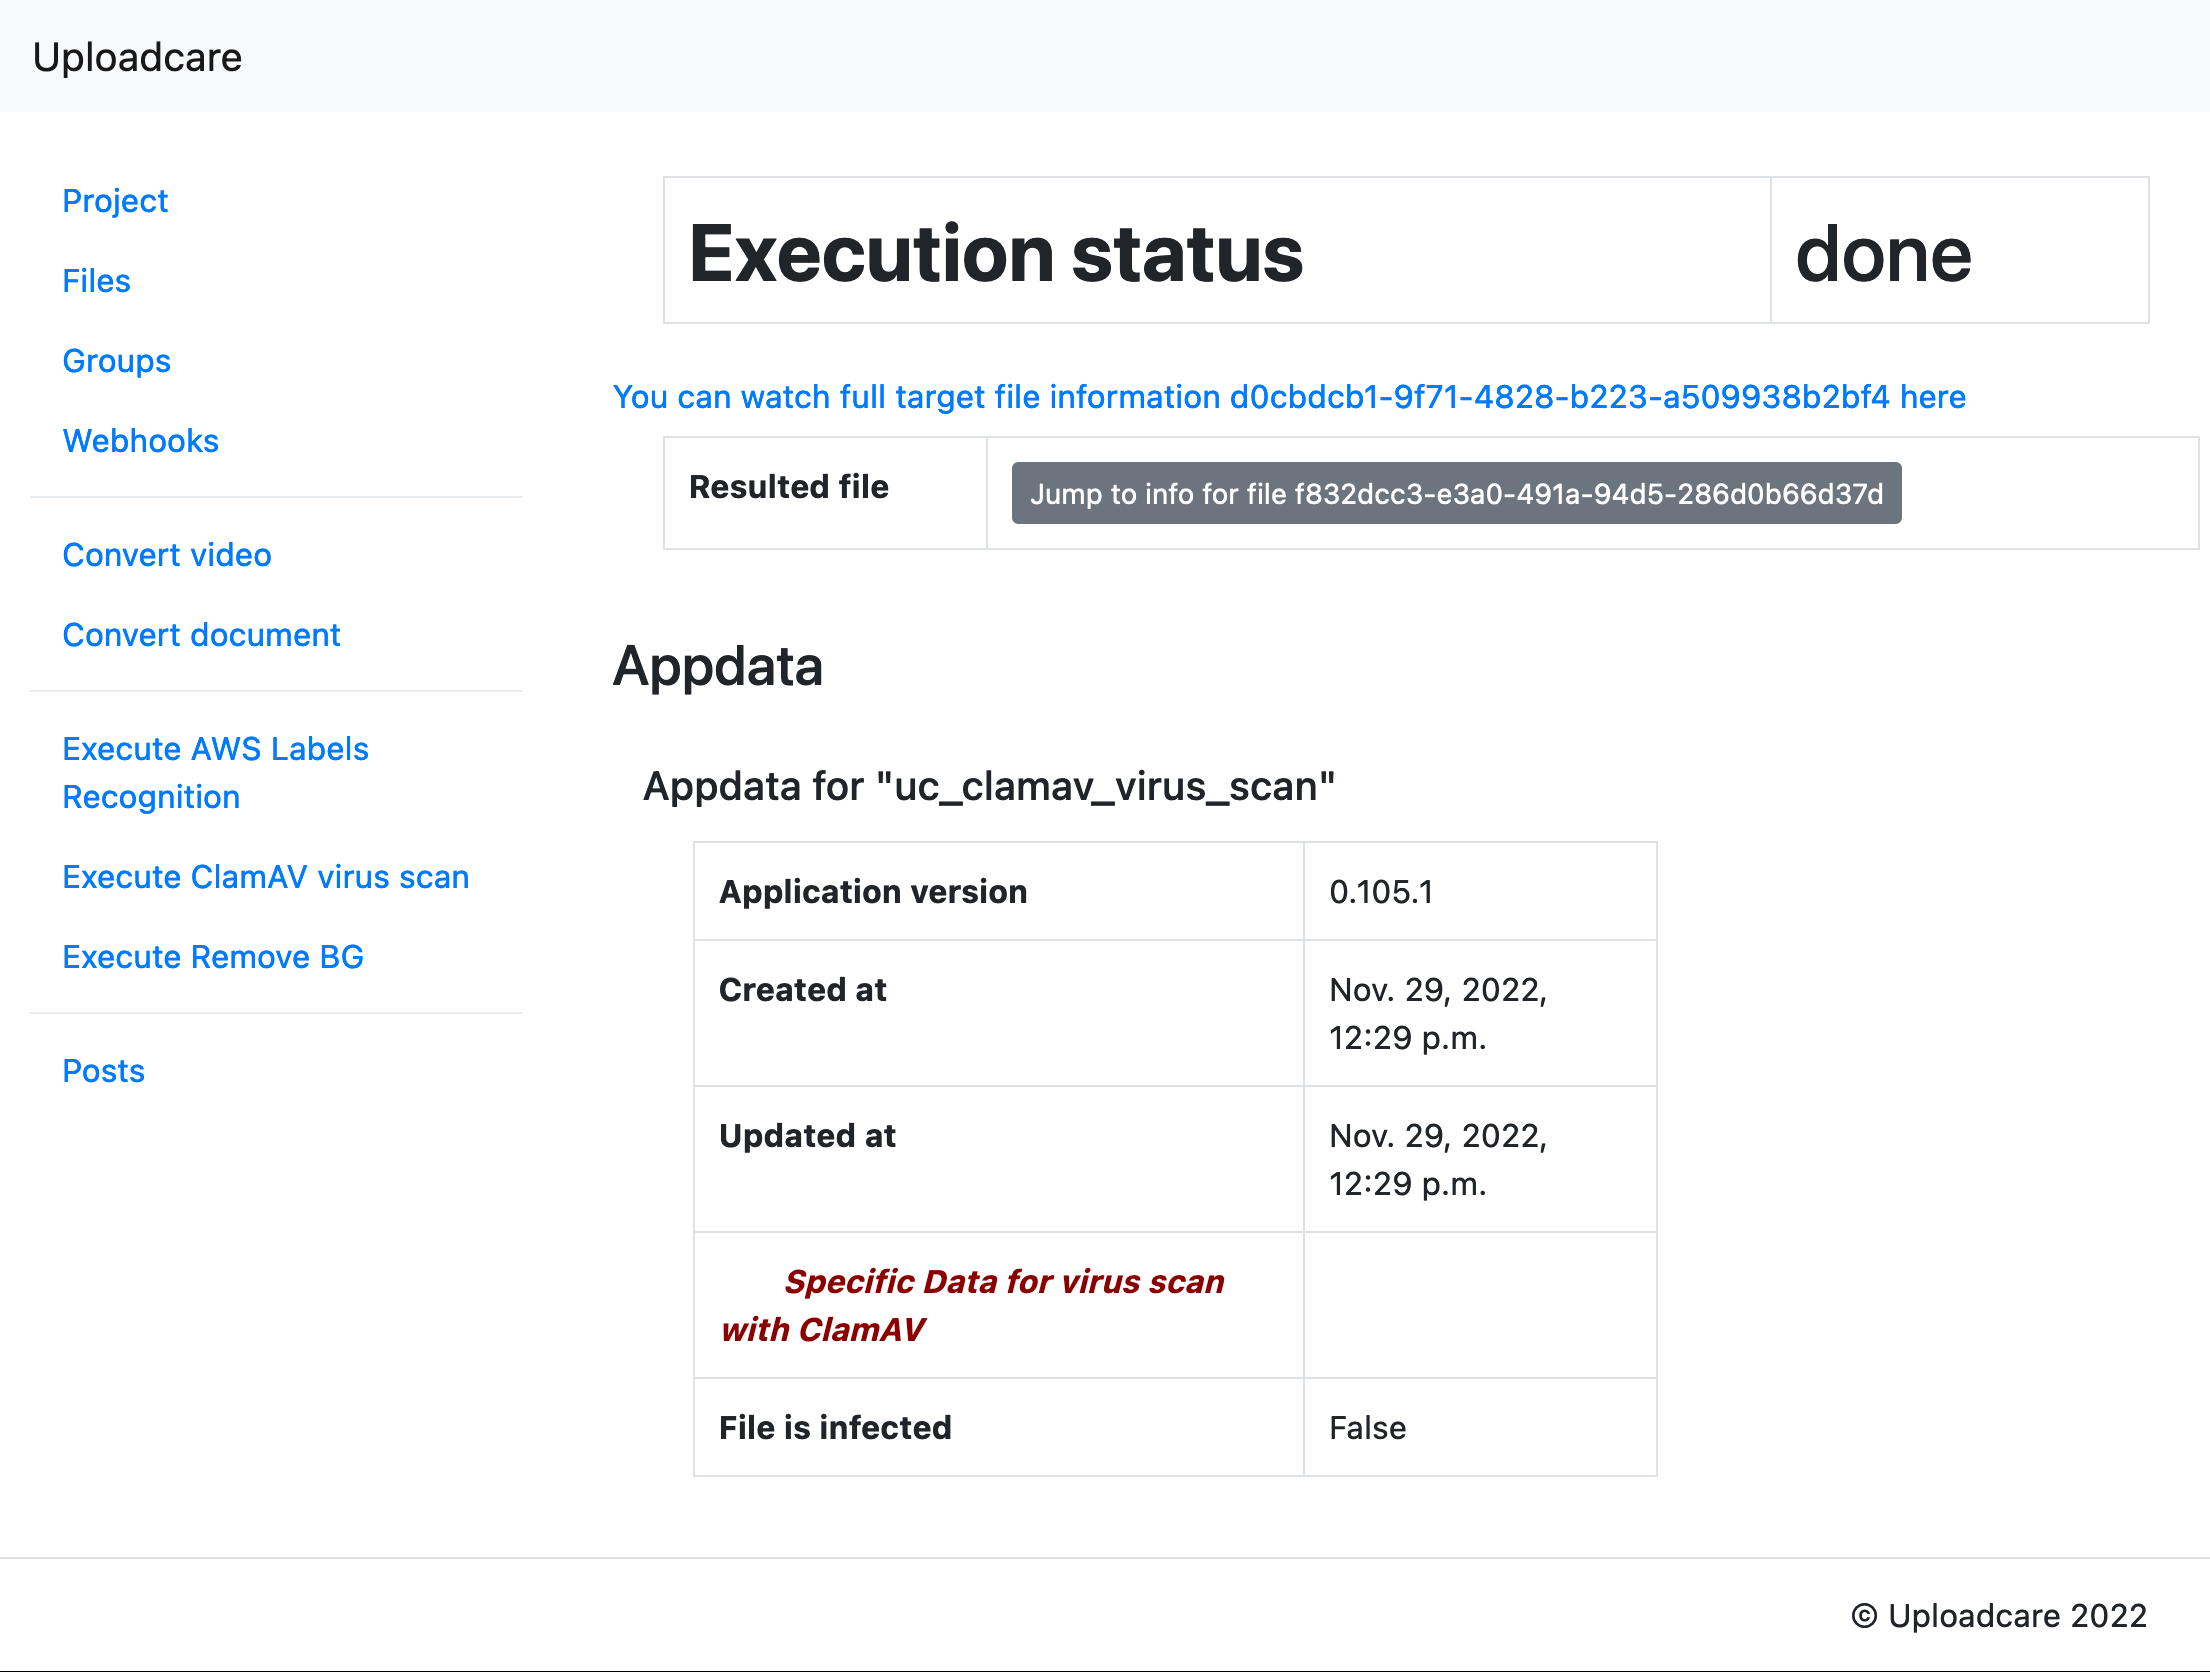 Uploadcare
Project
Files
Groups
Webhooks
Convert video
Convert document
Execute AWS Labels
Recognition
Execute ClamAV virus scan
Execute Remove BG
Posts
Execution status done
You can watch full target file information d0cbdcb1-9f71-4828-b223-a509938b2bf4 here
Resulted file Jump to info for file f832dcc3-e3a0-491a-94d5-286d0b66d37d
Appdata
Appdata for "uc_clamav_virus_scan"
Application version 0.105.1
Created at Nov. 29, 2022,
12:29 p.m.
Updated at Nov. 29, 2022,
12:29 p.m.
Specific Data for virus scan
with ClamAV
File is infected False
© Uploadcare 2022